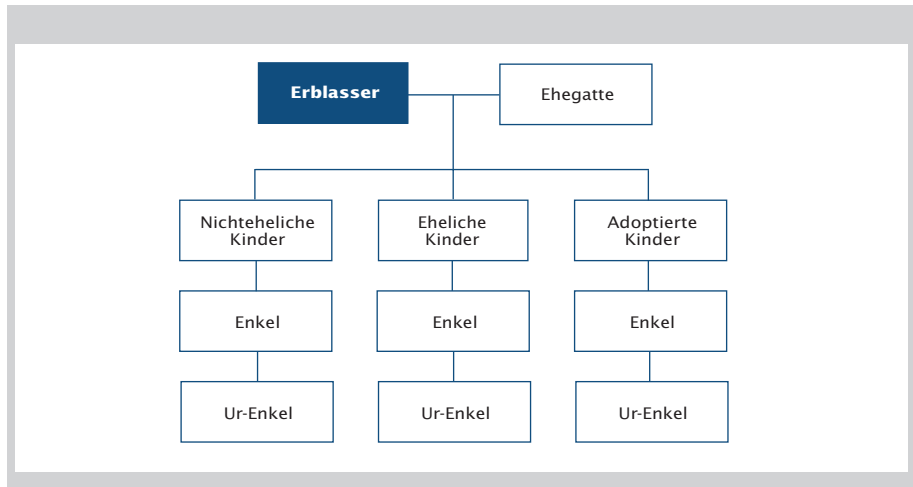 Erblasser
Ehegatte
Nichteheliche
Kinder
Eheliche
Kinder
Adoptierte
Kinder
Enkel
Enkel
Enkel
Ur-Enkel
Ur-Enkel
Ur-Enkel